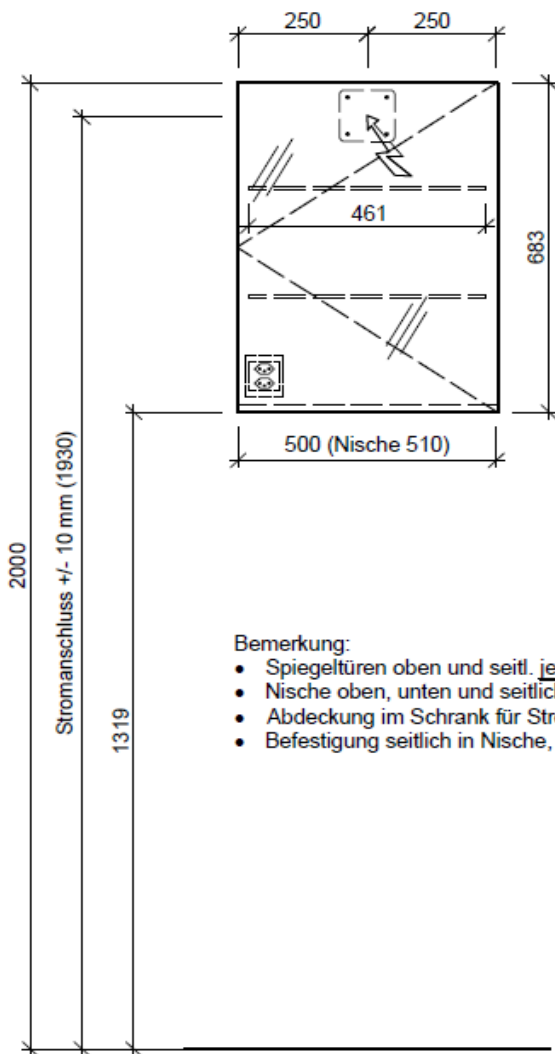 250 250
461
683
500 (Nische 510)
2000
Stromanschluss +/- 10 mm (1930)
1319
Bemerkung:
• Spiegeltüren oben und seitl. je
• Nische oben, unten und seitlich
• Abdeckung im Schrank für
• Befestigung seitlich in Nische,